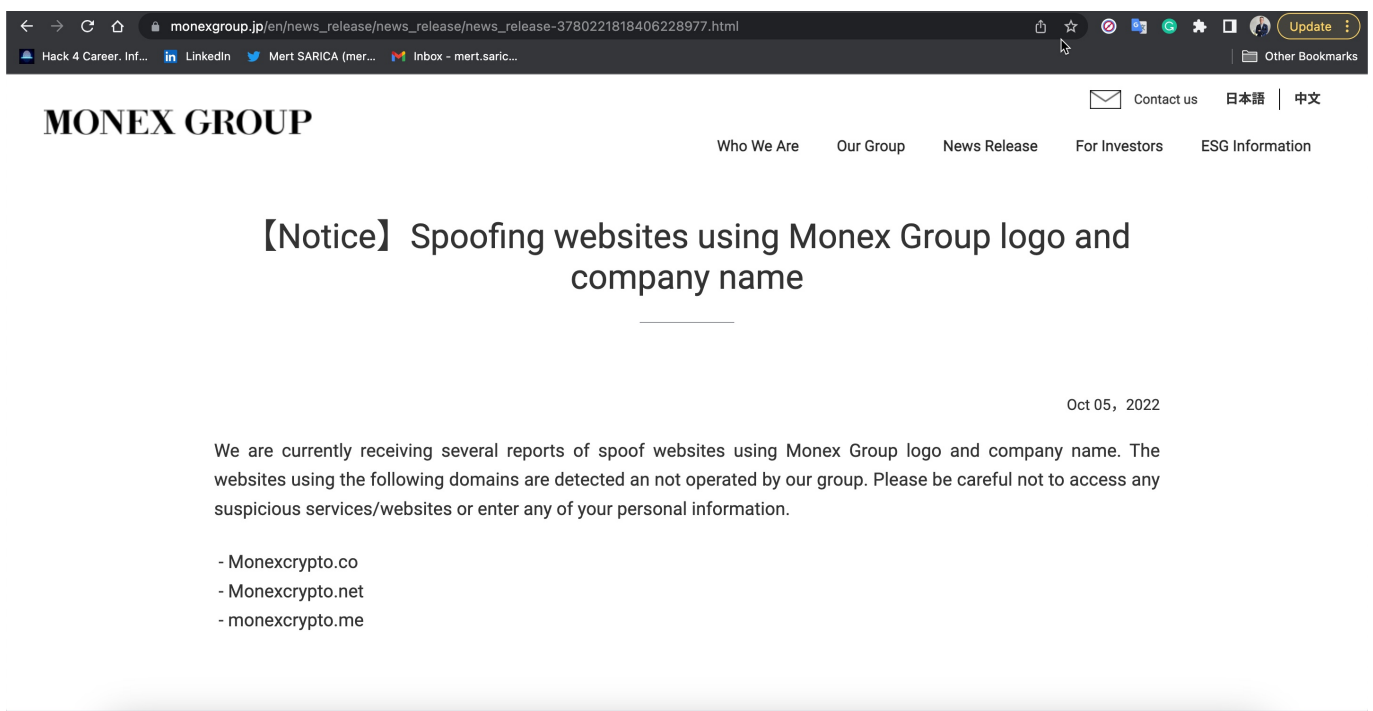 monexgroup.jp/en/news_release/news_release/news_release-3780221818406228977.html
Update
Hack 4 Career. Inf...
LinkedIn
Mert SARICA (mer...
Inbox - mert.saric...
Other Bookmarks
MONEX GROUP
Contact us
日本語
中文
Who We Are
Our Group
News Release
For Investors
ESG Information
【Notice】Spoofing websites using Monex Group logo and
company name
Oct 05，2022
We are currently receiving several reports of spoof websites using Monex Group logo and company name. The
websites using the following domains are detected an not operated by our group. Please be careful not to access any
suspicious services/websites or enter any of your personal information.
- Monexcrypto.co
- Monexcrypto.net
- monexcrypto.me